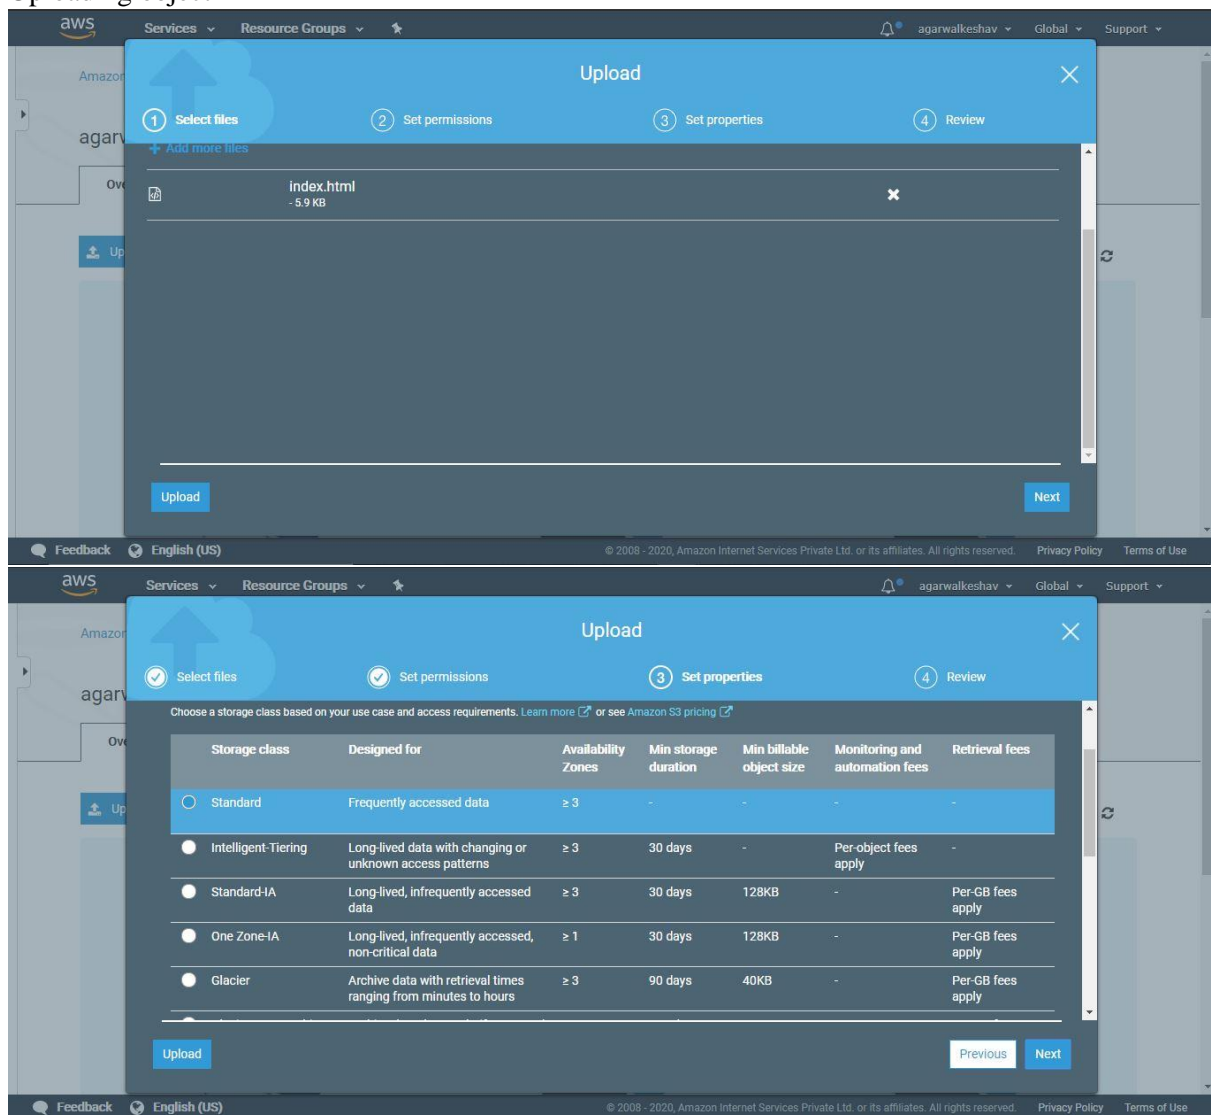 Uploading object
aws Services Resource Groups agarwalkeshav Global Support
Amazon
Upload
1 Select files 2 Set permissions 3 Set properties 4 Review
agarw
+ Add more files
Ove
index.html
- 5.9 KB
Up
Upload Next
Feedback English (US) © 2008 - 2020, Amazon Internet Services Private Ltd. or its affiliates. All rights reserved. Privacy Policy Terms of Use
aws Services Resource Groups agarwalkeshav Global Support
Amazon
Upload
Select files Set permissions 3 Set properties 4 Review
agarw
Choose a storage class based on your use case and access requirements. Learn more or see Amazon S3 pricing
Ove
Storage class Designed for Availability Zones Min storage duration Min billable object size Monitoring and automation fees Retrieval fees
Standard Frequently accessed data ≥ 3 - - - -
Up
Intelligent-Tiering Long-lived data with changing or unknown access patterns ≥ 3 30 days - Per-object fees apply -
Standard-IA Long-lived, infrequently accessed data ≥ 3 30 days 128KB - Per-GB fees apply
One Zone-IA Long-lived, infrequently accessed, non-critical data ≥ 1 30 days 128KB - Per-GB fees apply
Glacier Archive data with retrieval times ranging from minutes to hours ≥ 3 90 days 40KB - Per-GB fees apply
Upload Previous Next
Feedback English (US) © 2008 - 2020, Amazon Internet Services Private Ltd. or its affiliates. All rights reserved. Privacy Policy Terms of Use